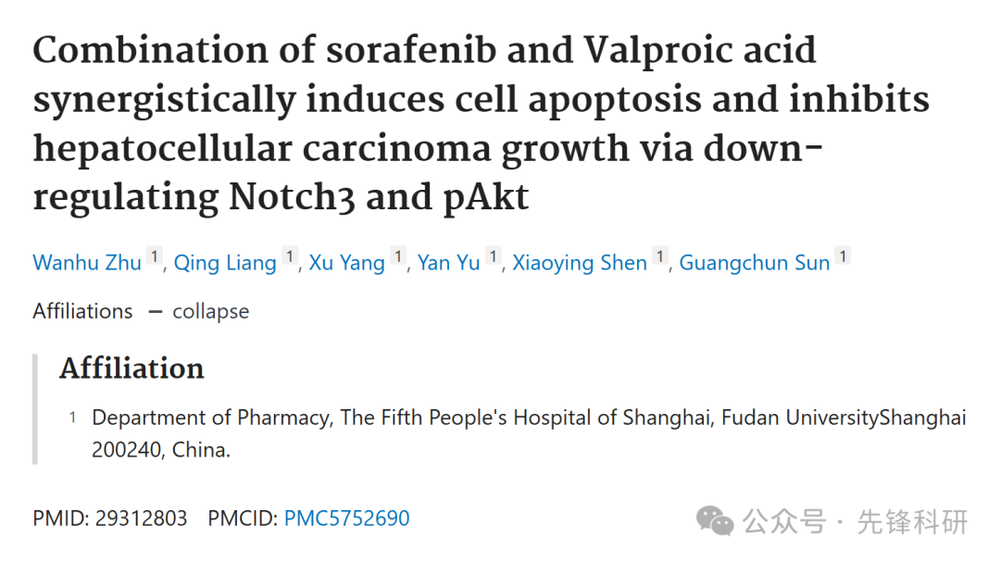 Combination of sorafenib and Valproic acid
synergistically induces cell apoptosis and inhibits
hepatocellular carcinoma growth via down-
regulating Notch3 and pAkt
Wanhu Zhu 1, Qing Liang 1, Xu Yang 1, Yan Yu 1, Xiaoying Shen 1, Guangchun Sun 1
Affiliations — collapse
Affiliation
1 Department of Pharmacy, The Fifth People's Hospital of Shanghai, Fudan UniversityShanghai
200240, China.
PMID: 29312803 PMCID: PMC5752690
公众号 · 先锋科研